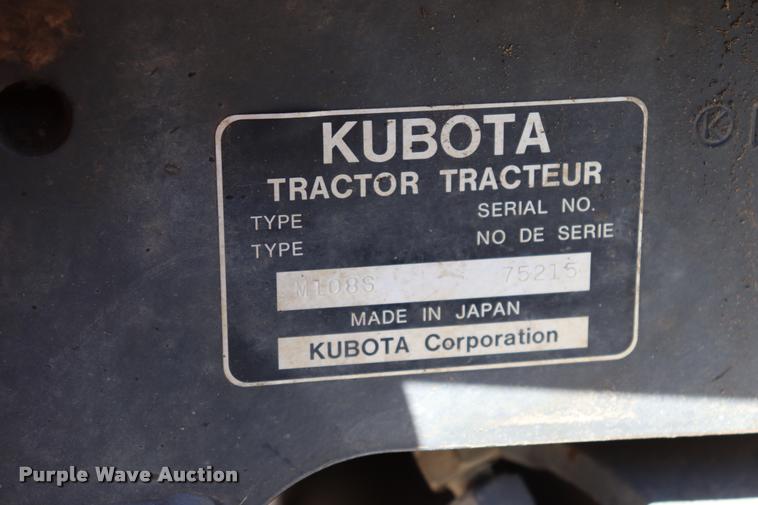 KUBOTA
TRACTOR TRACTEUR
TYPE SERIAL NO.
TYPE NO DE SERIE
M108S 75215
MADE IN JAPAN
KUBOTA Corporation
K
Purple Wave Auction